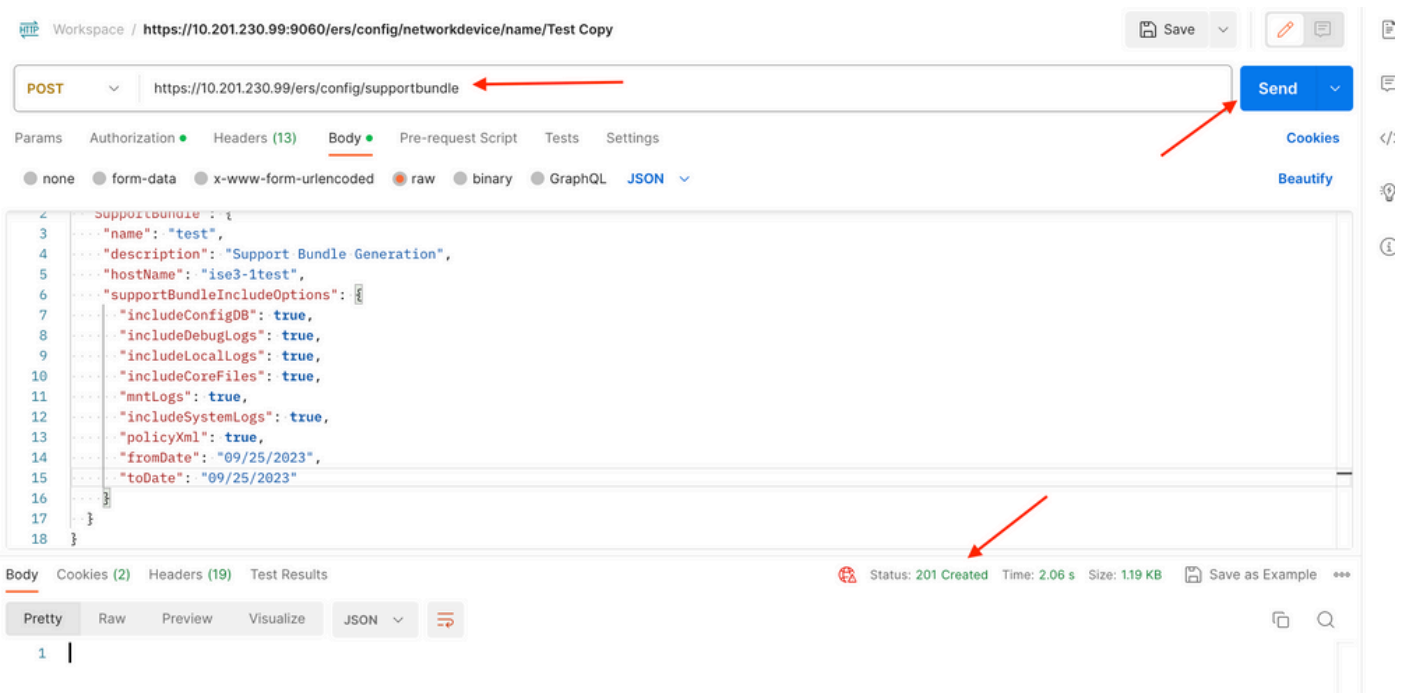 HTTP Workspace / https://10.201.230.99:9060/ers/config/networkdevice/name/Test Copy Save
POST https://10.201.230.99/ers/config/supportbundle Send
Params Authorization Headers (13) Body Pre-request Script Tests Settings Cookies
none form-data x-www-form-urlencoded raw binary GraphQL JSON Beautify
2 "SupportBundle": {
3 "name": "test",
4 "description": "Support Bundle Generation",
5 "hostName": "ise3-1test",
6 "supportBundleIncludeOptions": {
7 "includeConfigDB": true,
8 "includeDebugLogs": true,
9 "includeLocalLogs": true,
10 "includeCoreFiles": true,
11 "mntLogs": true,
12 "includeSystemLogs": true,
13 "policyXml": true,
14 "fromDate": "09/25/2023",
15 "toDate": "09/25/2023"
16 }
17 }
18 }
Body Cookies (2) Headers (19) Test Results Status: 201 Created Time: 2.06 s Size: 1.19 KB Save as Example
Pretty Raw Preview Visualize JSON
1